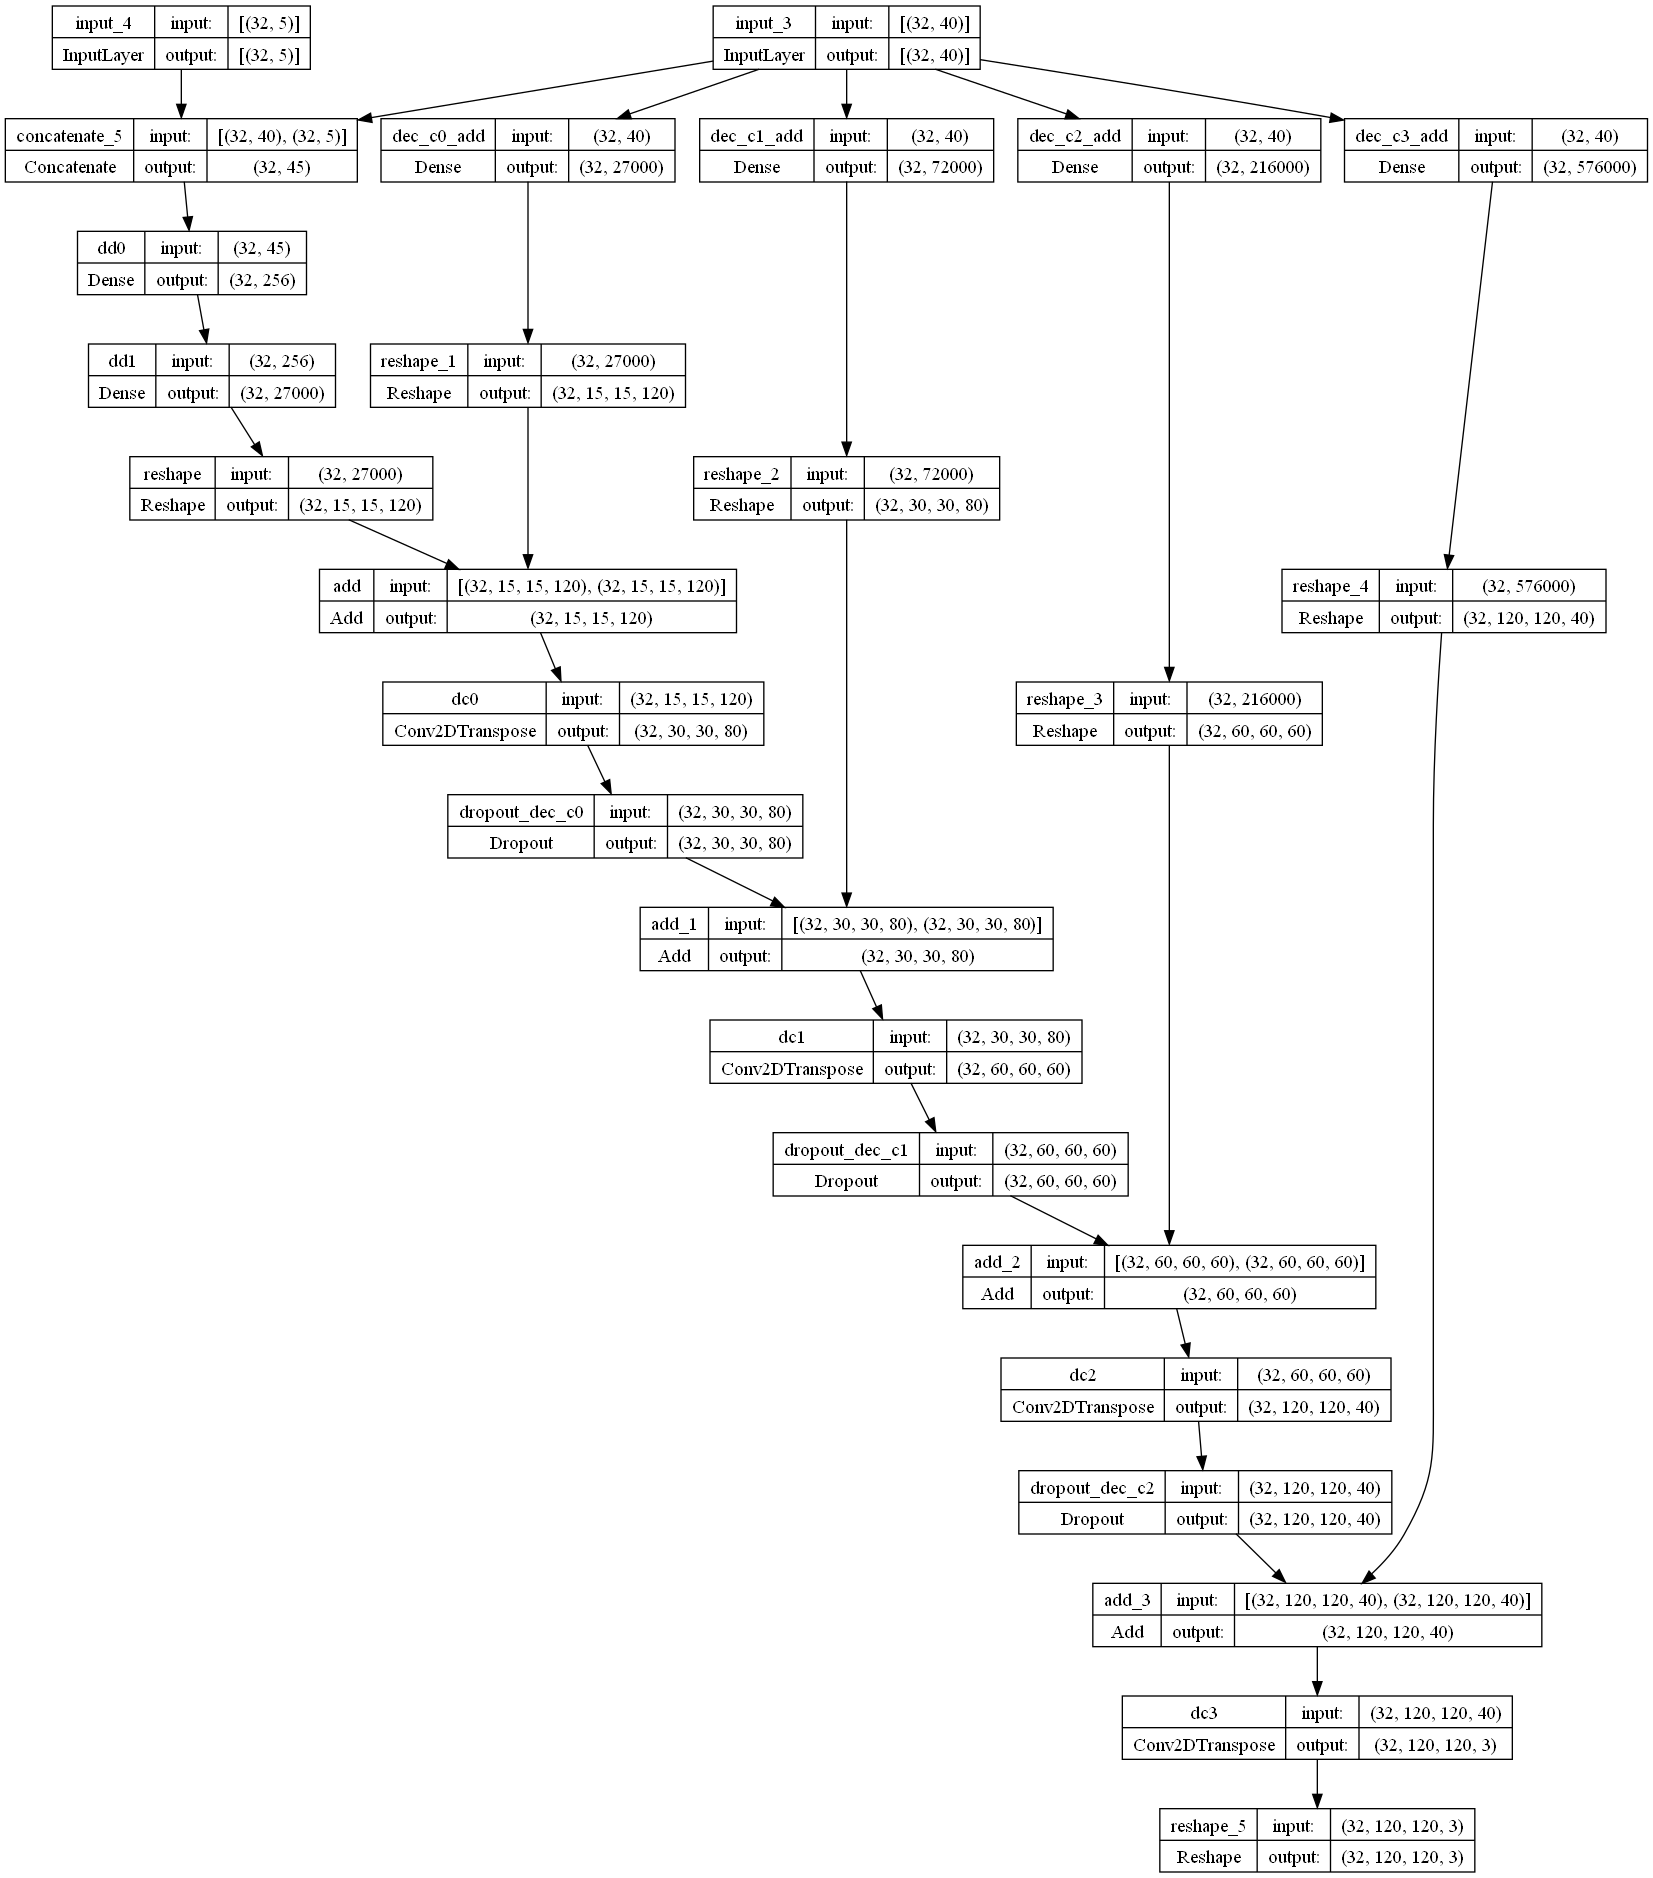 input_4 input: [(32, 5)]
InputLayer output: [(32, 5)]
input_3 input: [(32, 40)]
InputLayer output: [(32, 40)]
concatenate_5 input: [(32, 40), (32, 5)]
Concatenate output: (32, 45)
dec_c0_add input: (32, 40)
Dense output: (32, 27000)
dec_c1_add input: (32, 40)
Dense output: (32, 72000)
dec_c2_add input: (32, 40)
Dense output: (32, 216000)
dec_c3_add input: (32, 40)
Dense output: (32, 576000)
dd0 input: (32, 45)
Dense output: (32, 256)
dd1 input: (32, 256)
Dense output: (32, 27000)
reshape_1 input: (32, 27000)
Reshape output: (32, 15, 15, 120)
reshape input: (32, 27000)
Reshape output: (32, 15, 15, 120)
reshape_2 input: (32, 72000)
Reshape output: (32, 30, 30, 80)
add input: [(32, 15, 15, 120), (32, 15, 15, 120)]
Add output: (32, 15, 15, 120)
reshape_4 input: (32, 576000)
Reshape output: (32, 120, 120, 40)
dc0 input: (32, 15, 15, 120)
Conv2DTranspose output: (32, 30, 30, 80)
reshape_3 input: (32, 216000)
Reshape output: (32, 60, 60, 60)
dropout_dec_c0 input: (32, 30, 30, 80)
Dropout output: (32, 30, 30, 80)
add_1 input: [(32, 30, 30, 80), (32, 30, 30, 80)]
Add output: (32, 30, 30, 80)
dc1 input: (32, 30, 30, 80)
Conv2DTranspose output: (32, 60, 60, 60)
dropout_dec_c1 input: (32, 60, 60, 60)
Dropout output: (32, 60, 60, 60)
add_2 input: [(32, 60, 60, 60), (32, 60, 60, 60)]
Add output: (32, 60, 60, 60)
dc2 input: (32, 60, 60, 60)
Conv2DTranspose output: (32, 120, 120, 40)
dropout_dec_c2 input: (32, 120, 120, 40)
Dropout output: (32, 120, 120, 40)
add_3 input: [(32, 120, 120, 40), (32, 120, 120, 40)]
Add output: (32, 120, 120, 40)
dc3 input: (32, 120, 120, 40)
Conv2DTranspose output: (32, 120, 120, 3)
reshape_5 input: (32, 120, 120, 3)
Reshape output: (32, 120, 120, 3)